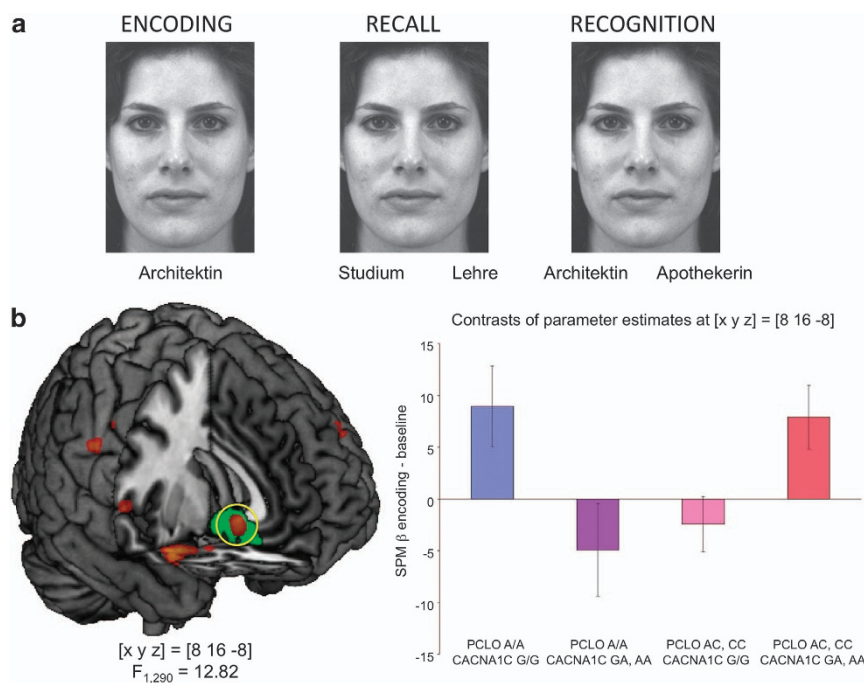 a
ENCODING RECALL RECOGNITION
Architektin Studium Lehre Architektin Apothekerin
b
Contrasts of parameter estimates at [x y z] = [8 16 -8]
15
10
5
0
-5
-10
-15
SPM β encoding - baseline
PCLO A/A PCLO A/A PCLO AC, CC PCLO AC, CC
CACNA1C G/G CACNA1C GA, AA CACNA1C G/G CACNA1C GA, AA
[x y z] = [8 16 -8]
F1,290 = 12.82